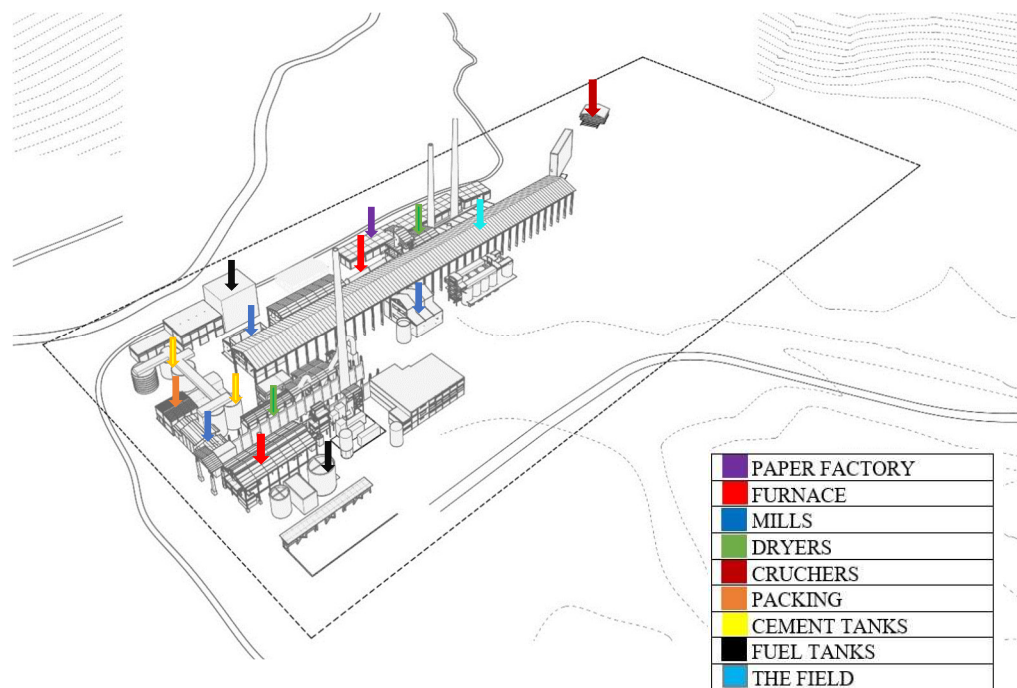 PAPER FACTORY
FURNACE
MILLS
DRYERS
CRUCHERS
PACKING
CEMENT TANKS
FUEL TANKS
THE FIELD